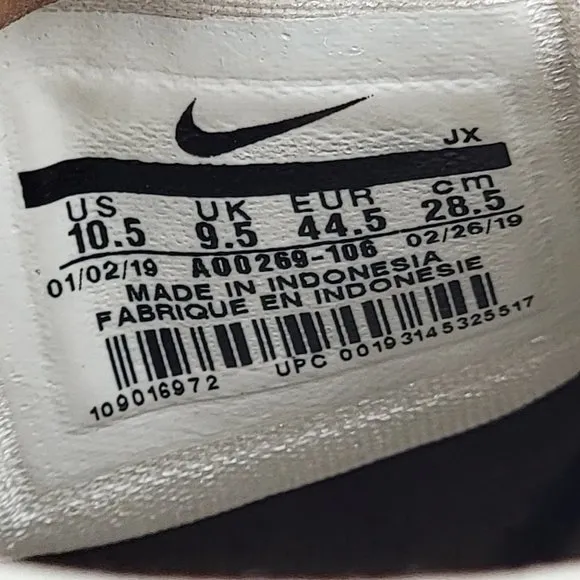 JX
US UK EUR cm
10.5 9.5 44.5 28.5
01/02/19 AO0269-106 02/26/19
MADE IN INDONESIA
FABRIQUE EN INDONESIE
109016972 UPC 00193145325517